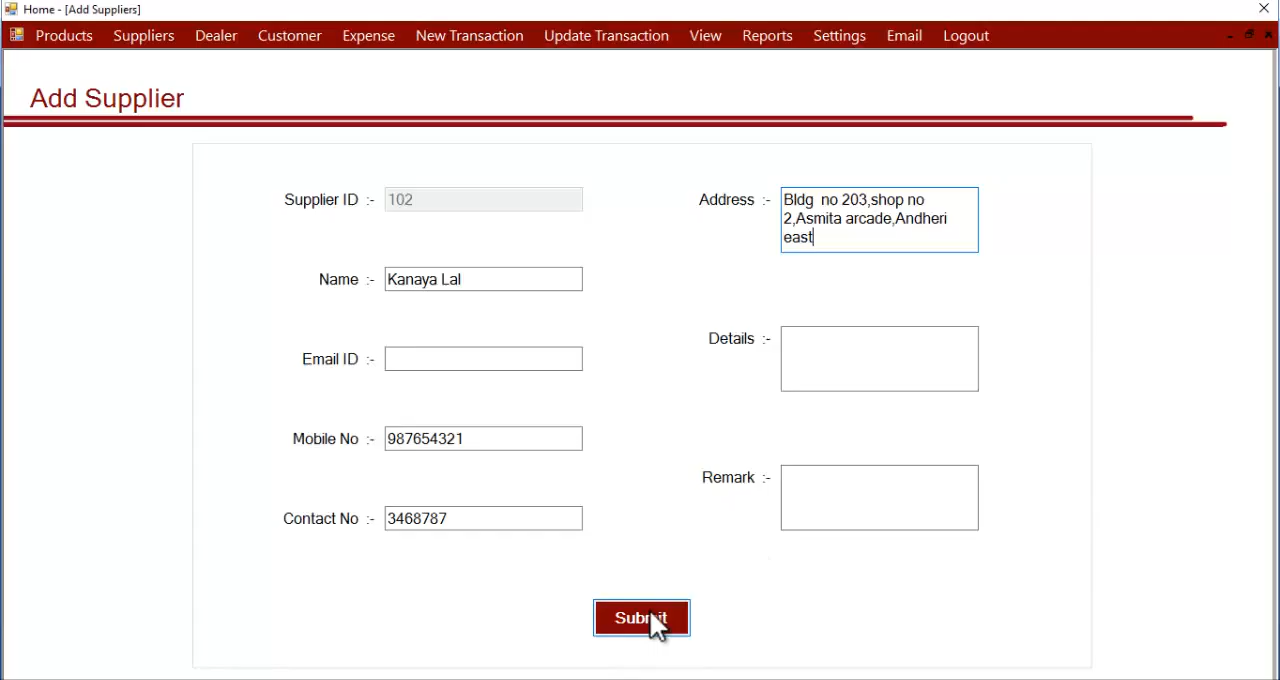 Home - [Add Suppliers]
Products Suppliers Dealer Customer Expense New Transaction Update Transaction View Reports Settings Email Logout
Add Supplier
Supplier ID :- 102
Name :- Kanaya Lal
Email ID :-
Mobile No :- 987654321
Contact No :- 3468787
Address :- Bldg no 203,shop no
2,Asmita arcade,Andheri
east
Details :-
Remark :-
Submit